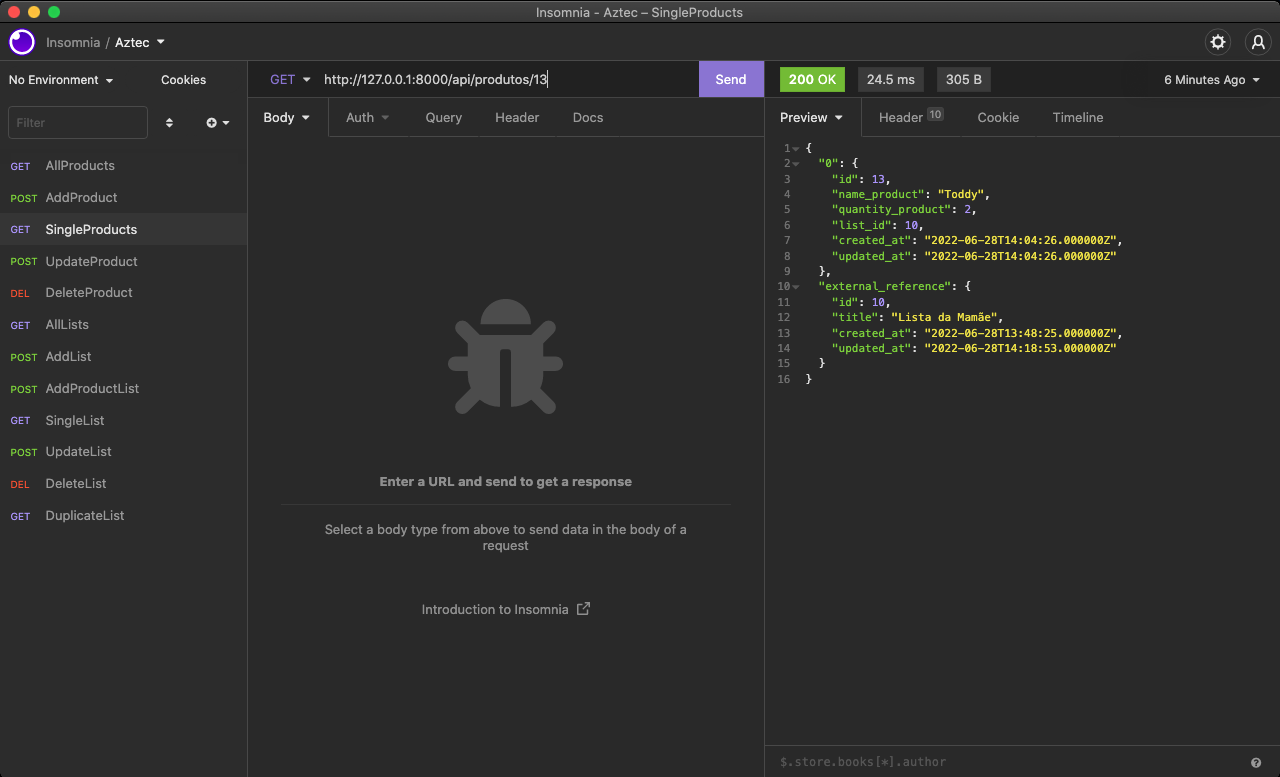 Insomnia - Aztec – SingleProducts
Insomnia / Aztec
No Environment Cookies
Filter
GET AllProducts
POST AddProduct
GET SingleProducts
POST UpdateProduct
DEL DeleteProduct
GET AllLists
POST AddList
POST AddProductList
GET SingleList
POST UpdateList
DEL DeleteList
GET DuplicateList
GET http://127.0.0.1:8000/api/produtos/13 Send
Body Auth Query Header Docs
Enter a URL and send to get a response
Select a body type from above to send data in the body of a
request
Introduction to Insomnia
200 OK 24.5 ms 305 B 6 Minutes Ago
Preview Header 10 Cookie Timeline
1 {
2 "0": {
3 "id": 13,
4 "name_product": "Toddy",
5 "quantity_product": 2,
6 "list_id": 10,
7 "created_at": "2022-06-28T14:04:26.000000Z",
8 "updated_at": "2022-06-28T14:04:26.000000Z"
9 },
10 "external_reference": {
11 "id": 10,
12 "title": "Lista da Mamãe",
13 "created_at": "2022-06-28T13:48:25.000000Z",
14 "updated_at": "2022-06-28T14:18:53.000000Z"
15 }
16 }
$.store.books[*].author